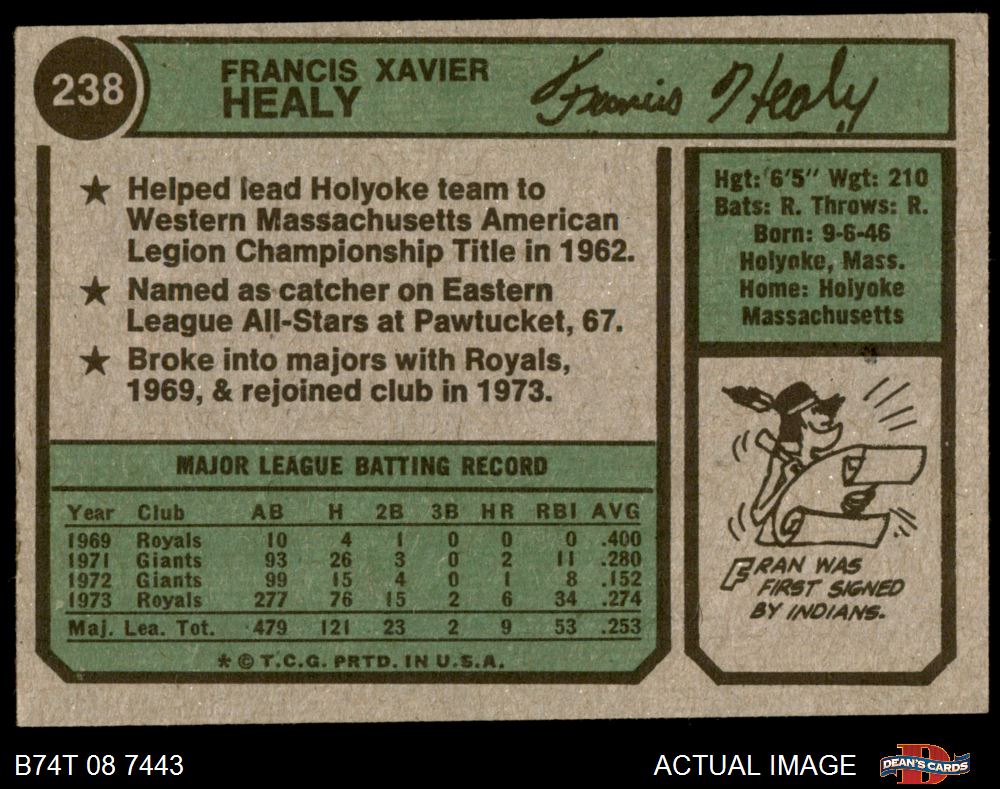 238
FRANCIS XAVIER
HEALY
Francis Healy
★ Helped lead Holyoke team to
Western Massachusetts American
Legion Championship Title in 1962.
★ Named as catcher on Eastern
League All-Stars at Pawtucket, 67.
★ Broke into majors with Royals,
1969, & rejoined club in 1973.
Hgt: 6'5" Wgt: 210
Bats: R. Throws: R.
Born: 9-6-46
Holyoke, Mass.
Home: Holyoke
Massachusetts
MAJOR LEAGUE BATTING RECORD
Year Club AB H 2B 3B HR RBI AVG
1969 Royals 10 4 1 0 0 0 .400
1971 Giants 93 26 3 0 2 11 .280
1972 Giants 99 15 4 0 1 8 .152
1973 Royals 277 76 15 2 6 34 .274
Maj. Lea. Tot. 479 121 23 2 9 53 .253
* © T.C.G. PRTD. IN U.S.A.
FRAN WAS
FIRST SIGNED
BY INDIANS.
B74T 08 7443
ACTUAL IMAGE
DEAN'S CARDS